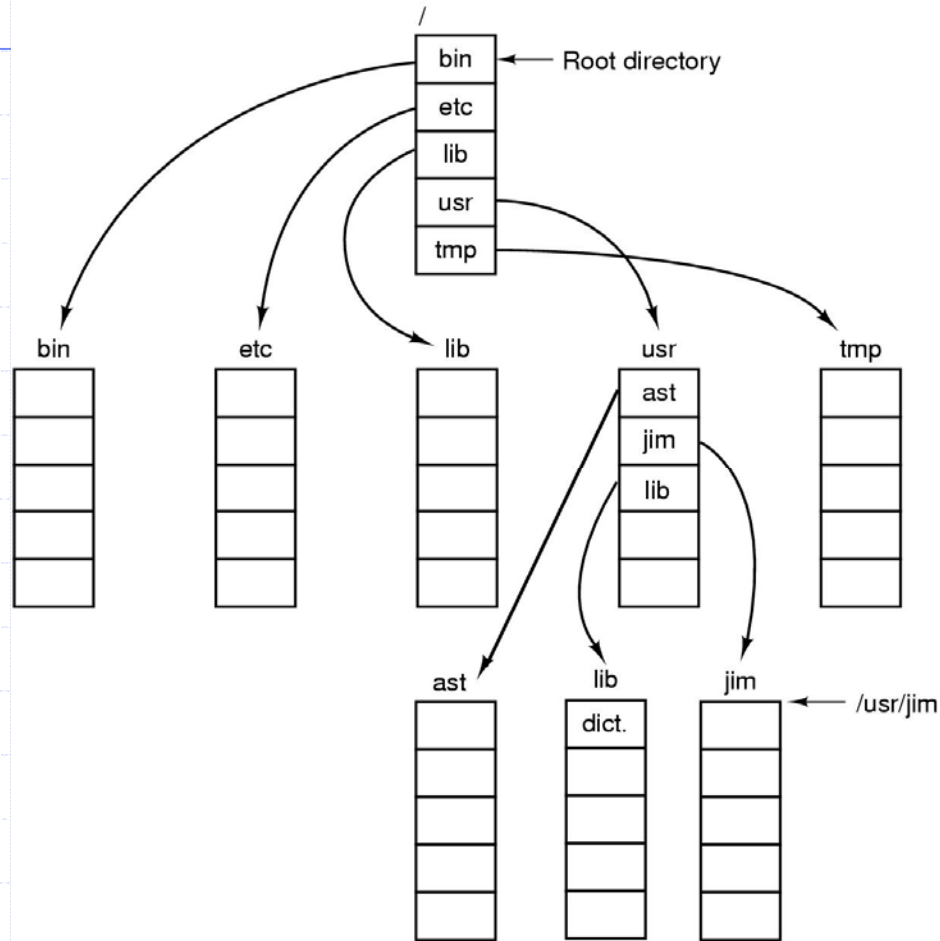 /
bin
Root directory
etc
lib
usr
tmp
bin
etc
lib
usr
tmp
ast
jim
lib
ast
lib
jim
/usr/jim
dict.